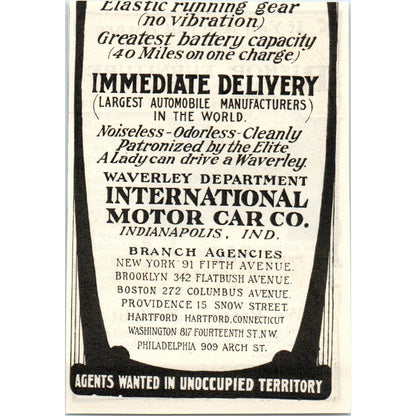 Elastic running gear
(no vibration)
Greatest battery capacity
(40 Miles on one charge)
IMMEDIATE DELIVERY
(LARGEST AUTOMOBILE MANUFACTURERS)
IN THE WORLD.
Noiseless-Odorless-Cleanly
Patronized by the Elite
A Lady can drive a Waverley.
WAVERLEY DEPARTMENT
INTERNATIONAL
MOTOR CAR CO.
INDIANAPOLIS, IND.
BRANCH AGENCIES
NEW YORK 91 FIFTH AVENUE.
BROOKLYN 342 FLATBUSH AVENUE.
BOSTON 272 COLUMBUS AVENUE.
PROVIDENCE 15 SNOW STREET.
HARTFORD HARTFORD, CONNECTICUT
WASHINGTON 817 FOURTEENTH ST., N.W.
PHILADELPHIA 909 ARCH ST.
AGENTS WANTED IN UNOCCUPIED TERRITORY